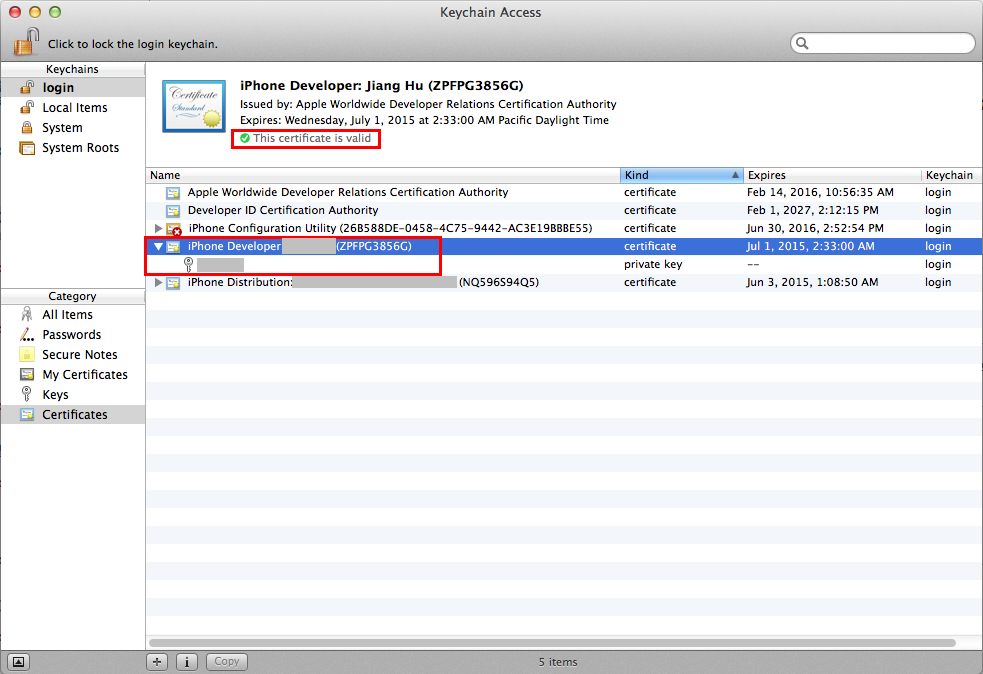 Keychain Access
Click to lock the login keychain.
Keychains
login
Local Items
System
System Roots
Certificate
Standard
iPhone Developer: Jiang Hu (ZPFPG3856G)
Issued by: Apple Worldwide Developer Relations Certification Authority
Expires: Wednesday, July 1, 2015 at 2:33:00 AM Pacific Daylight Time
This certificate is valid
Name Kind Expires Keychain
Apple Worldwide Developer Relations Certification Authority certificate Feb 14, 2016, 10:56:35 AM login
Developer ID Certification Authority certificate Feb 1, 2027, 2:12:15 PM login
iPhone Configuration Utility (26B588DE-0458-4C75-9442-AC3E19BBBE55) certificate Jun 30, 2016, 2:52:54 PM login
iPhone Developer (ZPFPG3856G) certificate Jul 1, 2015, 2:33:00 AM login
private key -- login
iPhone Distribution: (NQ596S94Q5) certificate Jun 3, 2015, 1:08:50 AM login
Category
All Items
Passwords
Secure Notes
My Certificates
Keys
Certificates
Copy
5 items